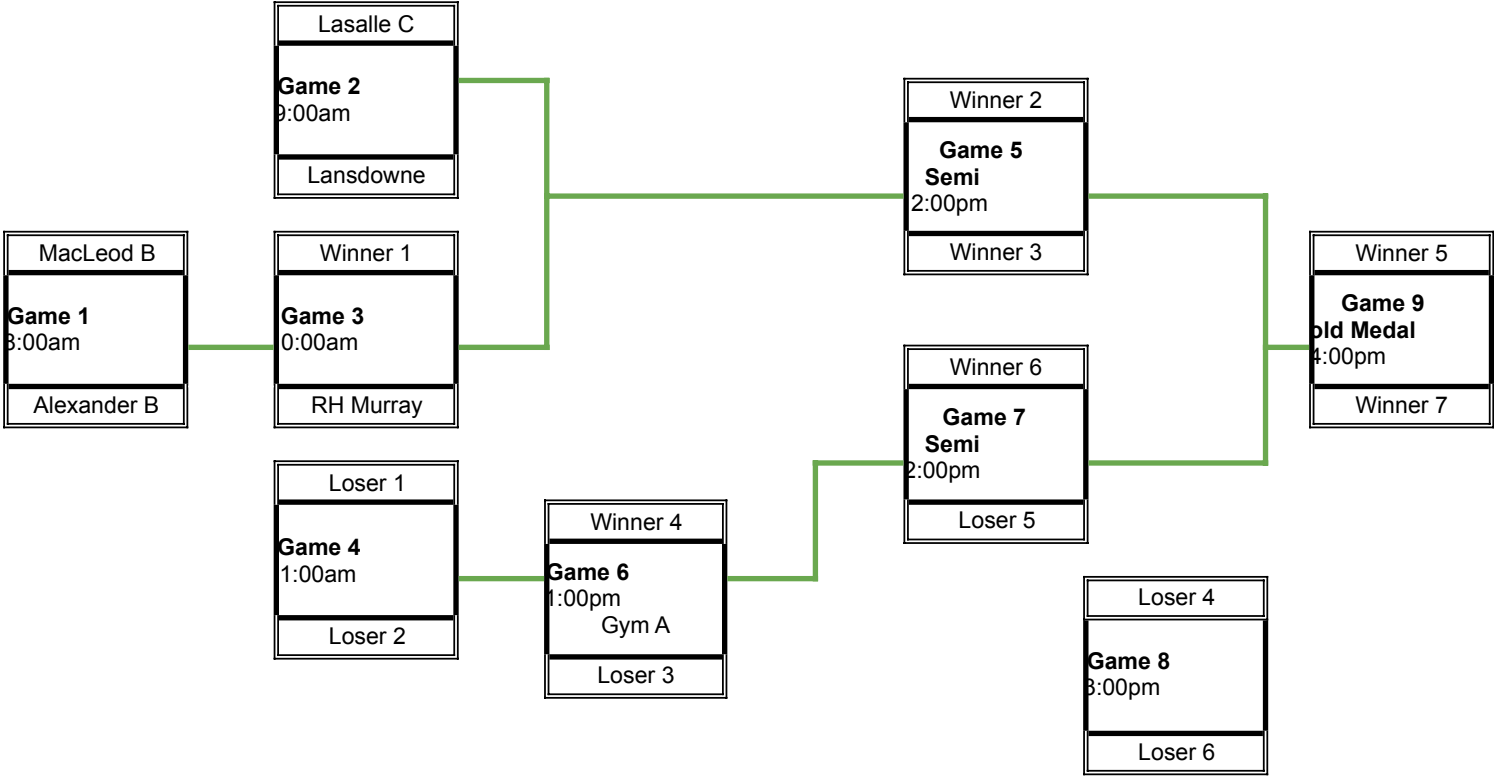 Lasalle C
Game 2
9:00am
Lansdowne
MacLeod B
Game 1
8:00am
Alexander B
Winner 1
Game 3
0:00am
RH Murray
Loser 1
Game 4
1:00am
Loser 2
Winner 4
Game 6
1:00pm
Gym A
Loser 3
Winner 2
Game 5
Semi
2:00pm
Winner 3
Winner 6
Game 7
Semi
2:00pm
Loser 5
Loser 4
Game 8
3:00pm
Loser 6
Winner 5
Game 9
old Medal
4:00pm
Winner 7